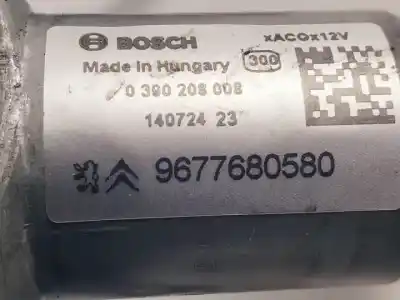 BOSCH
xACOx12V
Made in Hungary 300
0 390 208 008
140724 23
9677680580